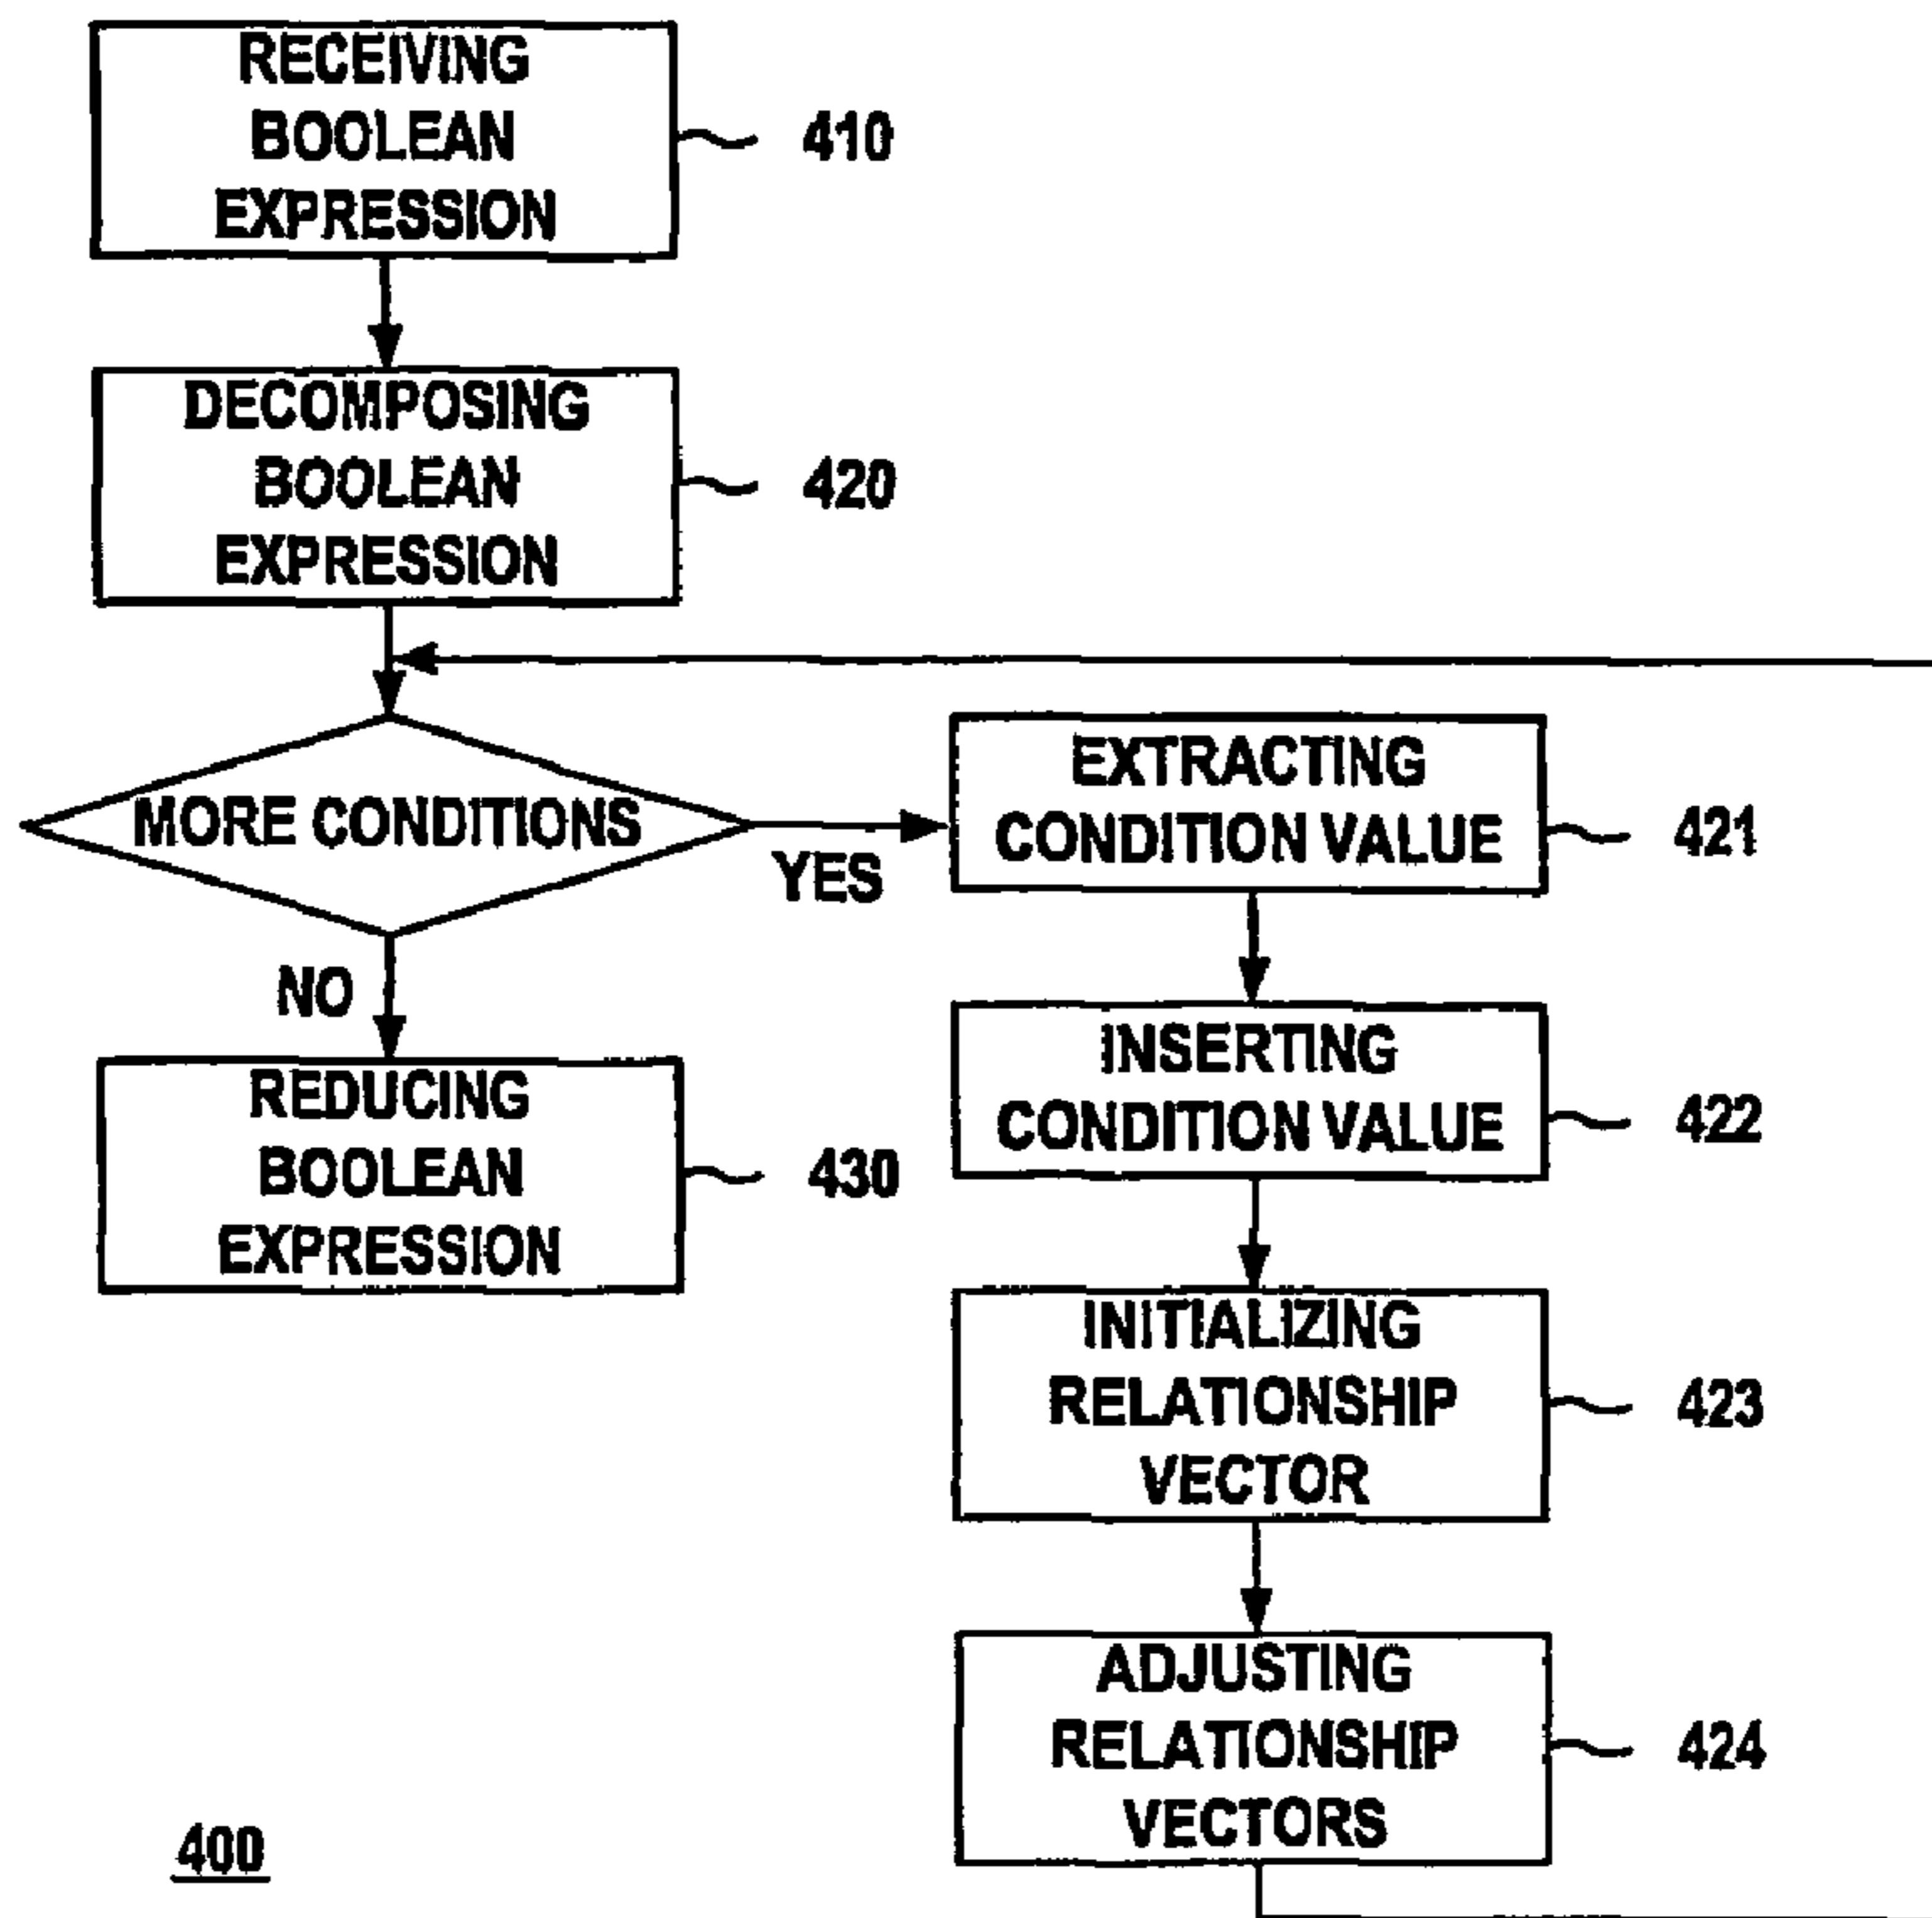 RECEIVING
BOOLEAN
EXPRESSION
410
DECOMPOSING
BOOLEAN
EXPRESSION
420
MORE CONDITIONS
YES
NO
EXTRACTING
CONDITION VALUE
421
INSERTING
CONDITION VALUE
422
REDUCING
BOOLEAN
EXPRESSION
430
INITIALIZING
RELATIONSHIP
VECTOR
423
ADJUSTING
RELATIONSHIP
VECTORS
424
400